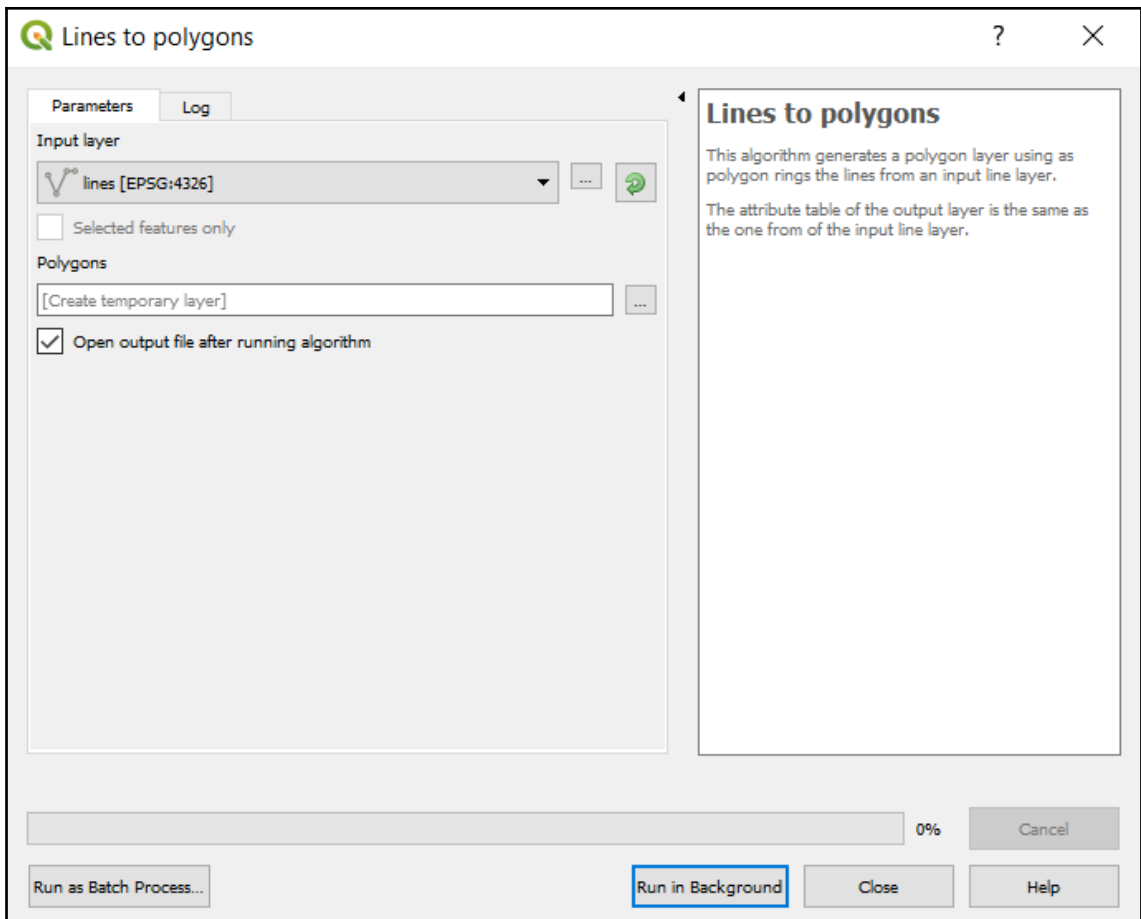 Lines to polygons
?
Parameters
Log
Input layer
lines [EPSG:4326]
...
Selected features only
Polygons
[Create temporary layer]
...
Open output file after running algorithm
Lines to polygons
This algorithm generates a polygon layer using as
polygon rings the lines from an input line layer.
The attribute table of the output layer is the same as
the one from of the input line layer.
0%
Cancel
Run as Batch Process...
Run in Background
Close
Help